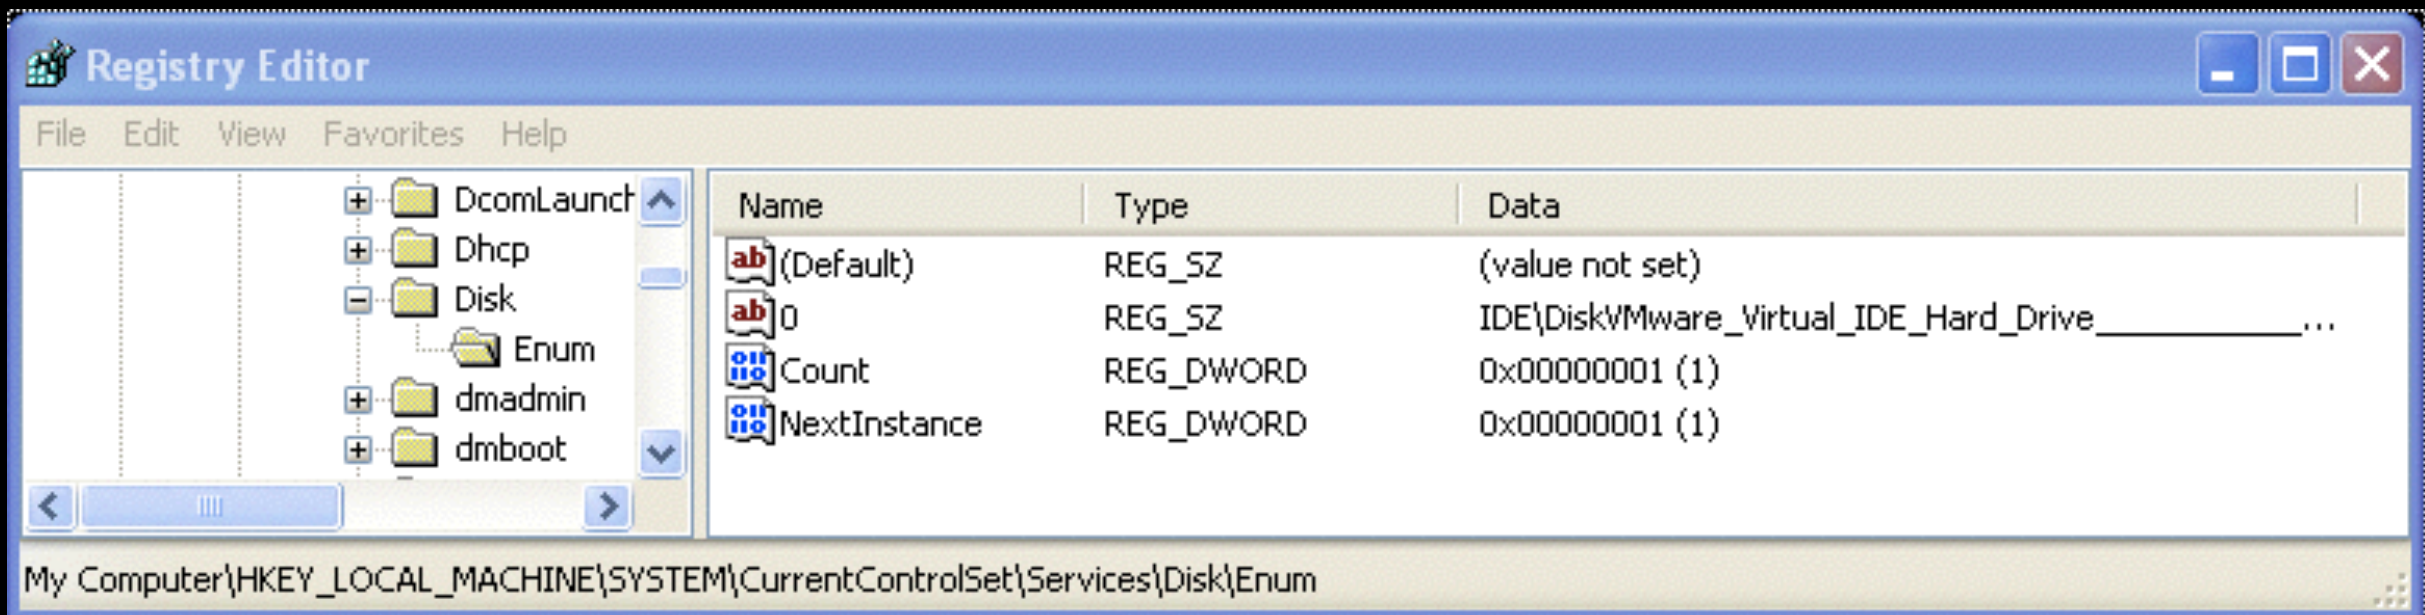 Registry Editor
File Edit View Favorites Help
DcomLaunch
Dhcp
Disk
Enum
dmadmin
dmboot
Name Type Data
(Default) REG_SZ (value not set)
0 REG_SZ IDE\DiskVMware_Virtual_IDE_Hard_Drive___________...
Count REG_DWORD 0x00000001 (1)
NextInstance REG_DWORD 0x00000001 (1)
My Computer\HKEY_LOCAL_MACHINE\SYSTEM\CurrentControlSet\Services\Disk\Enum